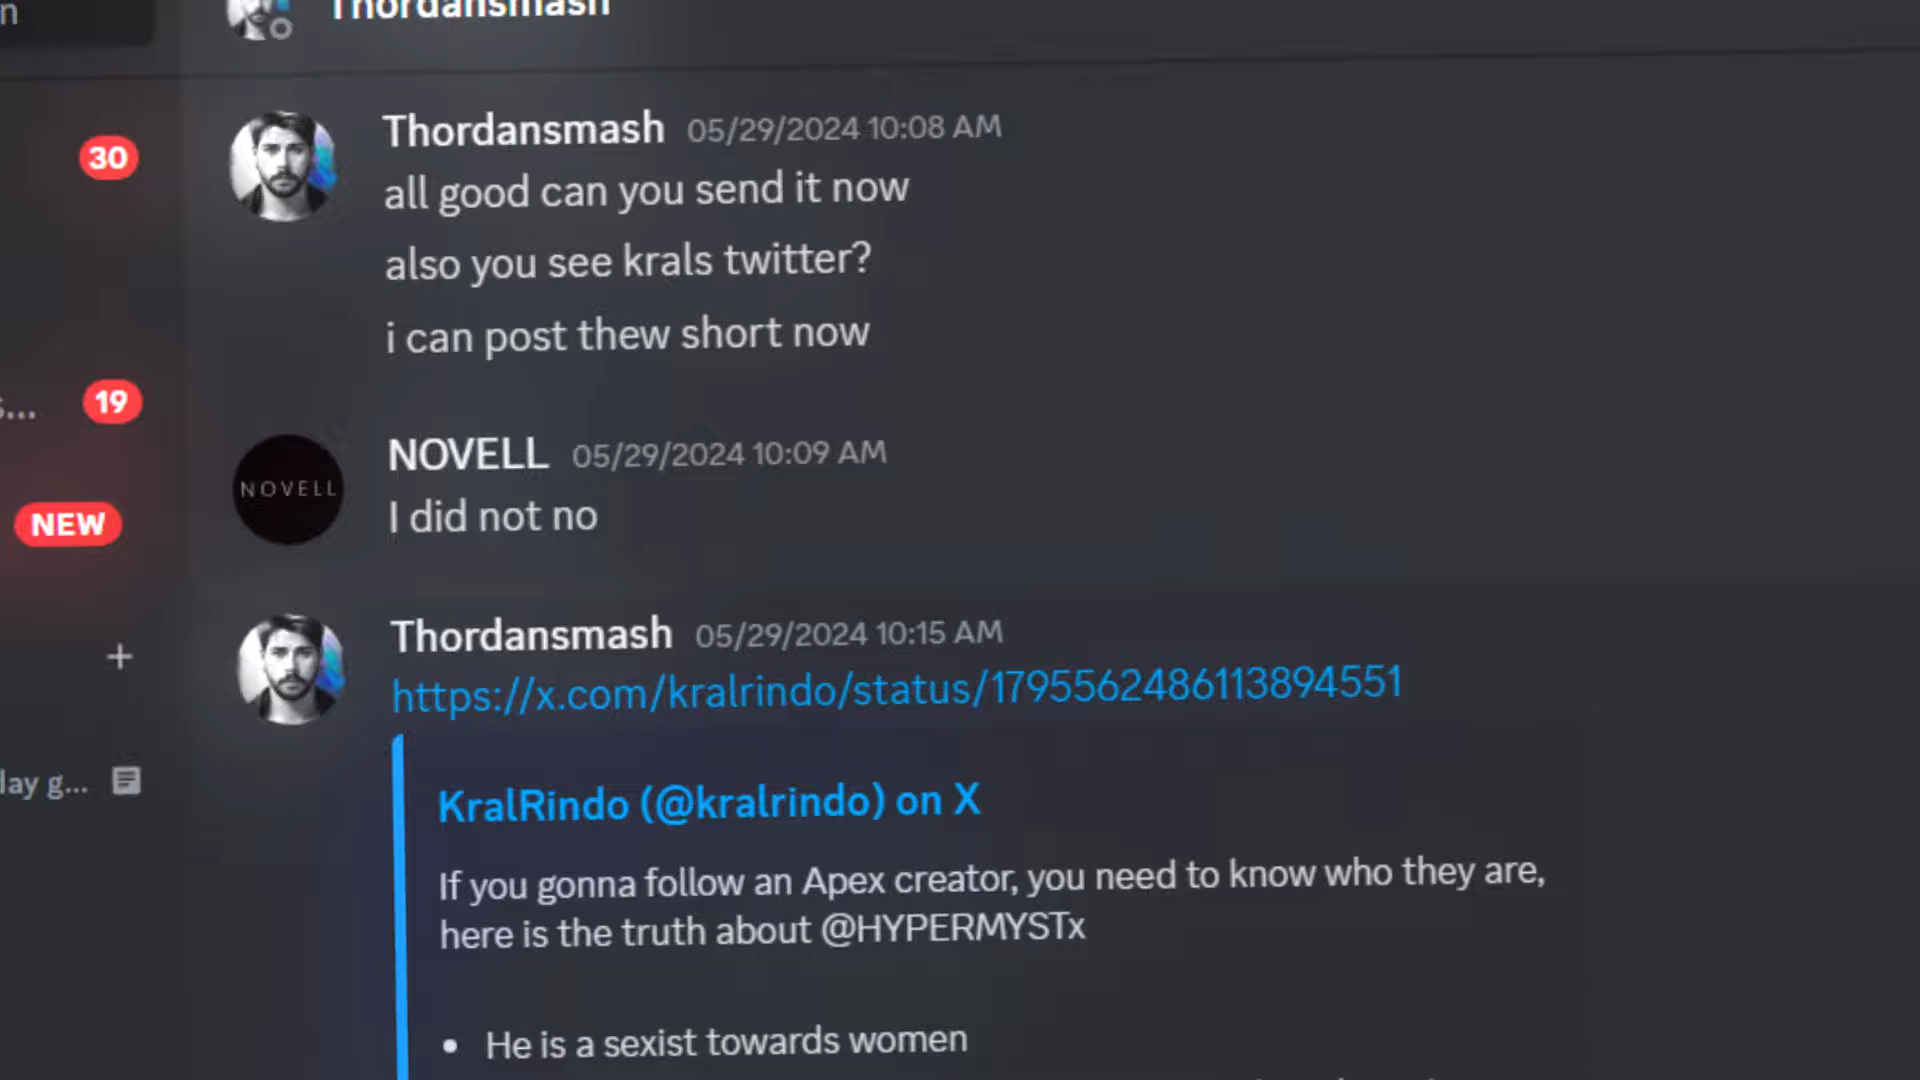 Thordansmash
30
Thordansmash 05/29/2024 10:08 AM
all good can you send it now
also you see krals twitter?
i can post thew short now
19
NOVELL 05/29/2024 10:09 AM
NOVELL
I did not no
NEW
Thordansmash 05/29/2024 10:15 AM
https://x.com/kralrindo/status/1795562486113894551
g...
KralRindo (@kralrindo) on X
If you gonna follow an Apex creator, you need to know who they are,
here is the truth about @HYPERMYSTx
• He is a sexist towards women